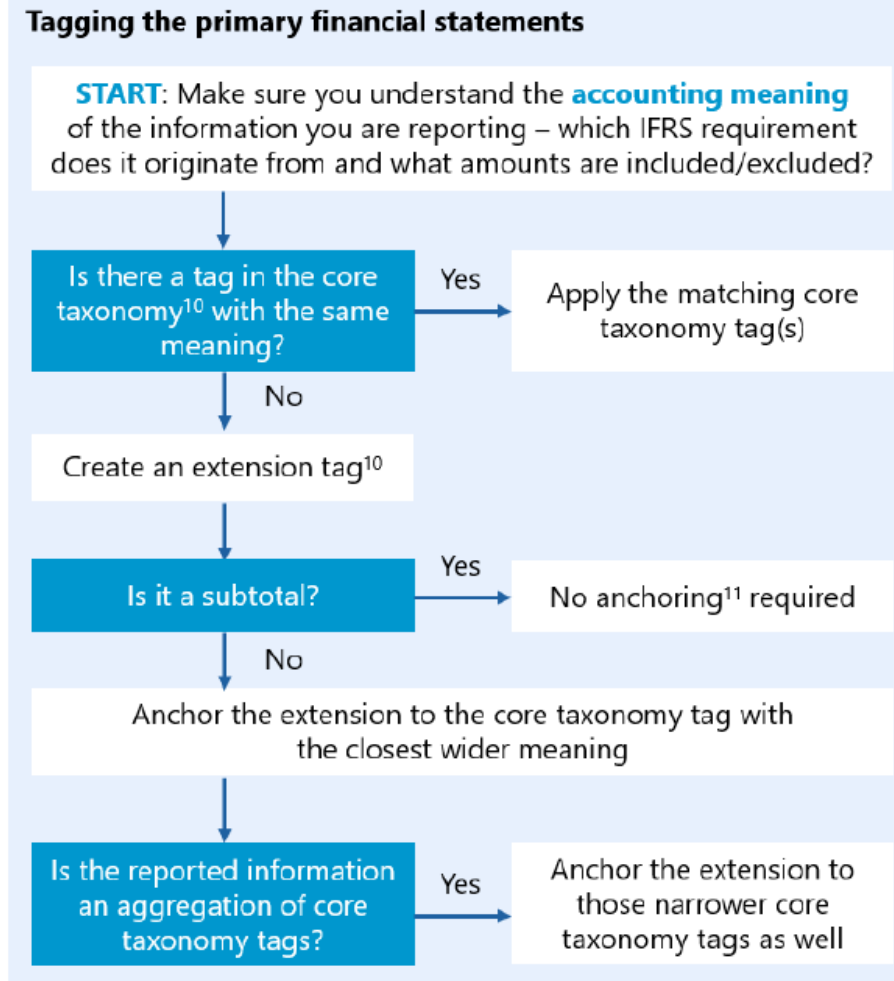 Tagging the primary financial statements
START: Make sure you understand the accounting meaning
of the information you are reporting – which IFRS requirement
does it originate from and what amounts are included/excluded?
Is there a tag in the core
taxonomy¹⁰ with the same
meaning?
Yes
Apply the matching core
taxonomy tag(s)
No
Create an extension tag¹⁰
Is it a subtotal?
Yes
No anchoring¹¹ required
No
Anchor the extension to the core taxonomy tag with
the closest wider meaning
Is the reported information
an aggregation of core
taxonomy tags?
Yes
Anchor the extension to
those narrower core
taxonomy tags as well